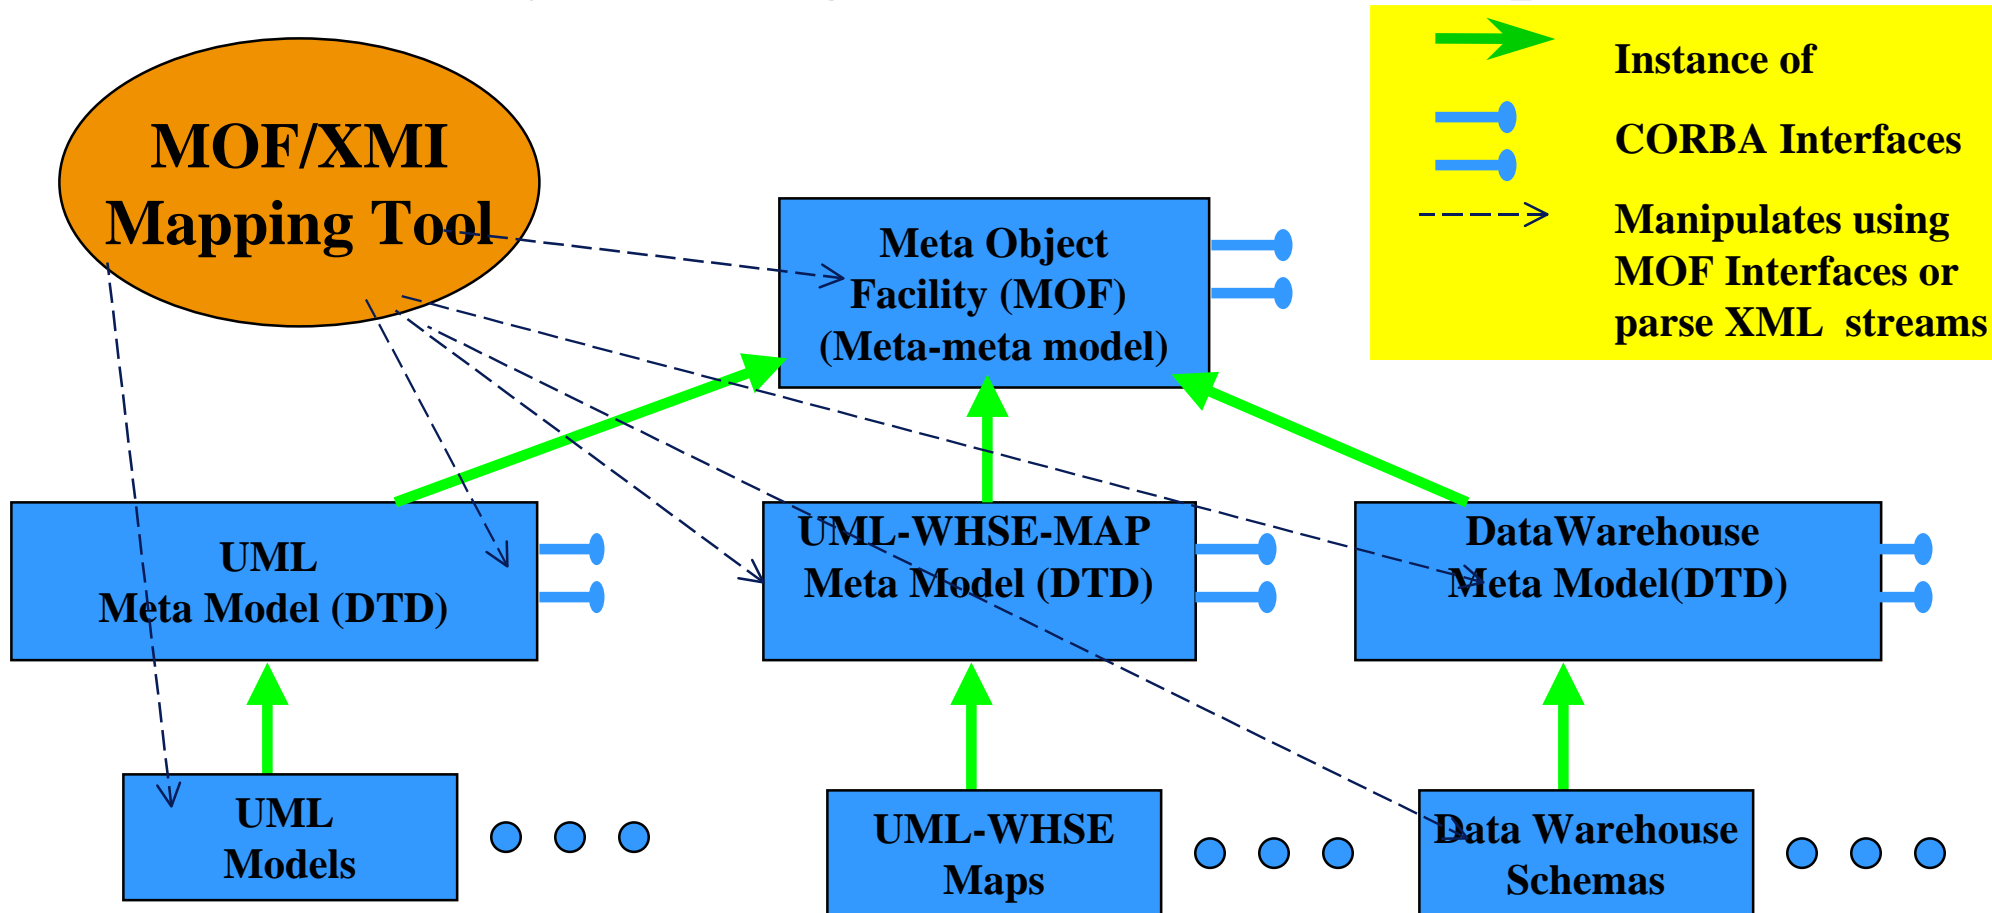 MOF/XMI
Mapping Tool
Instance of
CORBA Interfaces
Manipulates using
MOF Interfaces or
parse XML streams
Meta Object
Facility (MOF)
(Meta-meta model)
UML
Meta Model (DTD)
UML-WHSE-MAP
Meta Model (DTD)
DataWarehouse
Meta Model(DTD)
UML
Models
UML-WHSE
Maps
Data Warehouse
Schemas